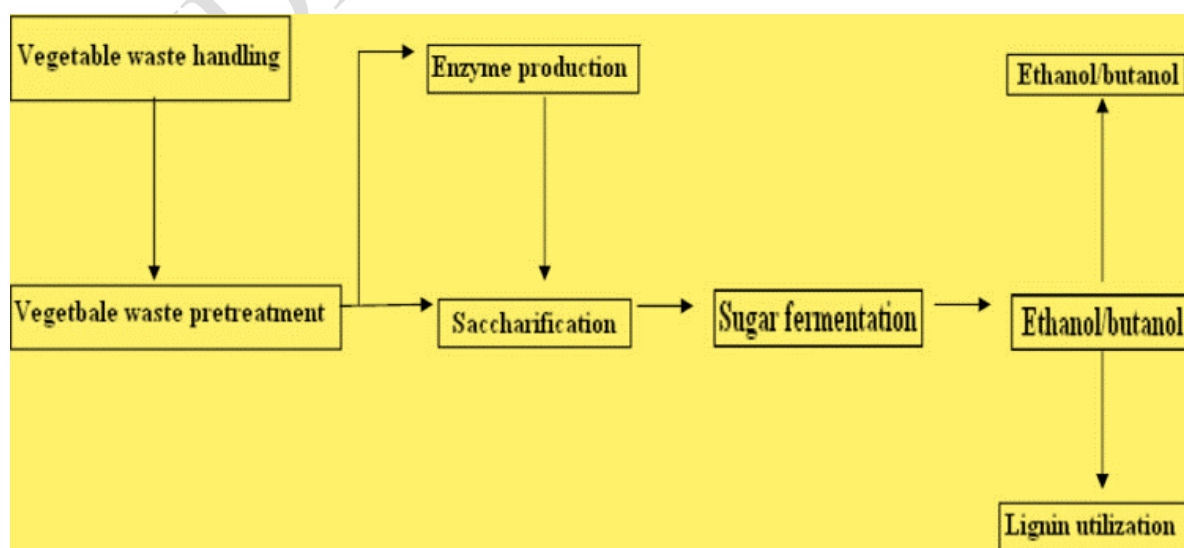 Vegetable waste handling
Enzyme production
Ethanol/butanol
Vegetbale waste pretreatment
Saccharification
Sugar fermentation
Ethanol/butanol
Lignin utilization